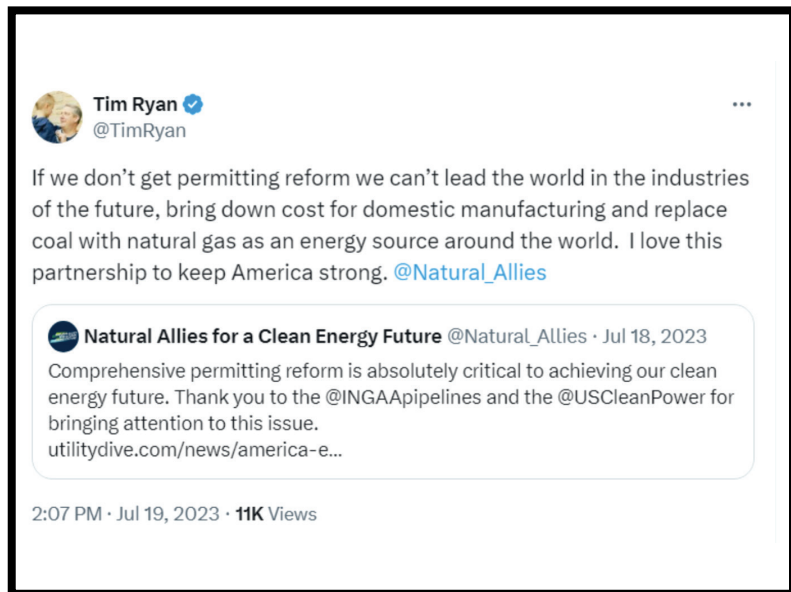 Tim Ryan
@TimRyan
If we don’t get permitting reform we can’t lead the world in the industries
of the future, bring down cost for domestic manufacturing and replace
coal with natural gas as an energy source around the world.  I love this
partnership to keep America strong. @Natural_Allies
Natural Allies for a Clean Energy Future @Natural_Allies · Jul 18, 2023
Comprehensive permitting reform is absolutely critical to achieving our clean
energy future. Thank you to the @INGAApipelines and the @USCleanPower for
bringing attention to this issue.
utilitydive.com/news/america-e...
2:07 PM · Jul 19, 2023 · 11K Views